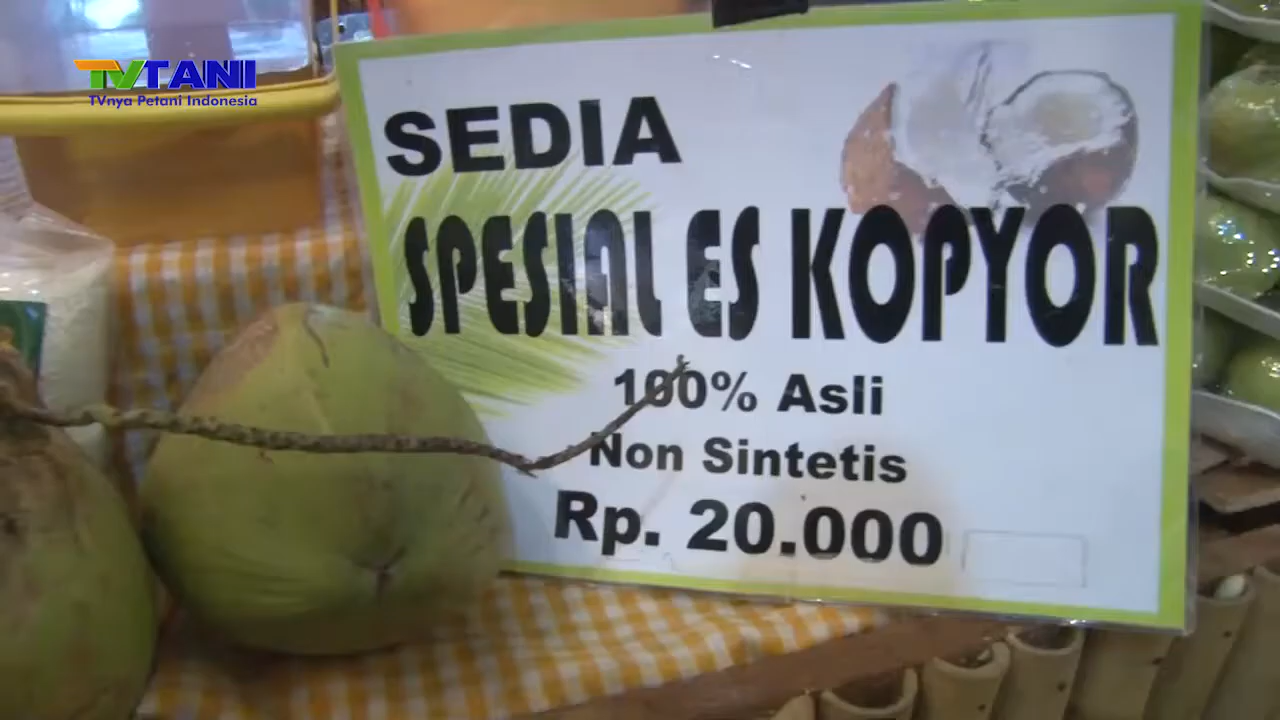 TVTANI
TVnya Petani Indonesia
SEDIA
SPESIAL ES KOPYOR
100% Asli
Non Sintetis
Rp. 20.000